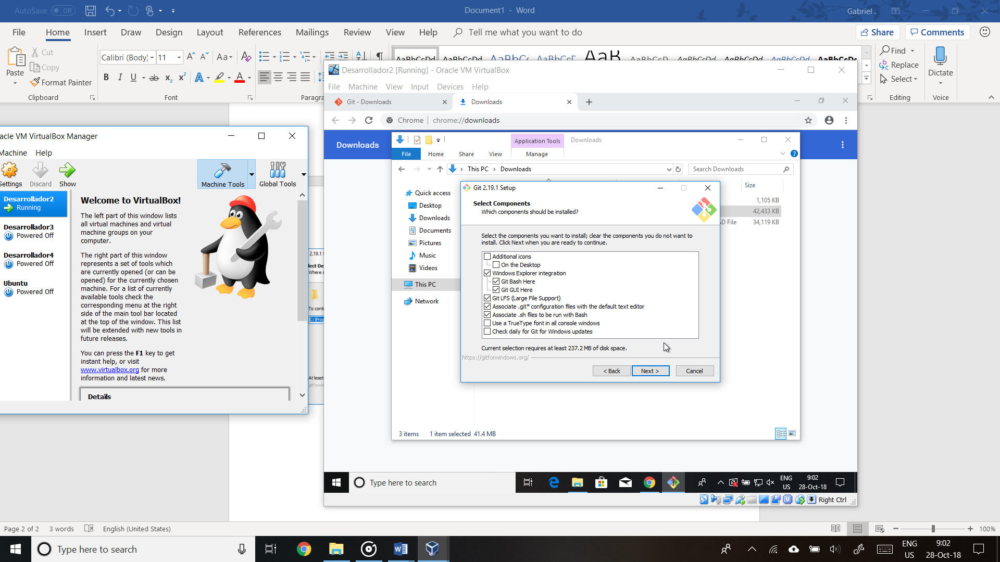 AutoSave Off
Document1 - Word
Gabriel .
File Home Insert Draw Design Layout References Mailings Review View Help Tell me what you want to do
Share Comments
Paste
Cut
Copy
Format Painter
Clipboard
Calibri (Body) 11
Aa
B I U ab x₂ x² A A
Font
AaBbCcDd AaBbCcDd AaBbCc AaBbCcD AaB AaBbCcD AaBbCcDd AaBbCcDd AaBbCcDd AaBbCcDc
Find
Replace
Select
Editing
Dictate
Voice
Desarrollador2 [Running] - Oracle VM VirtualBox
File Machine View Input Devices Help
Git - Downloads
Downloads
Chrome chrome://downloads
Downloads
Application Tools Downloads
File Home Share View Manage
This PC Downloads
Search Downloads
Size
1,105 KB
42,433 KB
AD File 34,119 KB
Quick access
Desktop
Downloads
Documents
Pictures
Music
Videos
This PC
Network
3 items 1 item selected 41.4 MB
Git 2.19.1 Setup
Select Components
Which components should be installed?
Select the components you want to install; clear the components you do not want to
install. Click Next when you are ready to continue.
Additional icons
On the Desktop
Windows Explorer integration
Git Bash Here
Git GUI Here
Git LFS (Large File Support)
Associate .git* configuration files with the default text editor
Associate .sh files to be run with Bash
Use a TrueType font in all console windows
Check daily for Git for Windows updates
Current selection requires at least 237.2 MB of disk space.
https://gitforwindows.org/
< Back Next > Cancel
Type here to search
ENG
US
9:02
28-Oct-18
Right Ctrl
acle VM VirtualBox Manager
Machine Help
Settings Discard Show
Machine Tools Global Tools
Desarrollador2
Running
Desarrollador3
Powered Off
Desarrollador4
Powered Off
Ubuntu
Powered Off
Welcome to VirtualBox!
The left part of this window lists
all virtual machines and virtual
machine groups on your
computer.
The right part of this window
represents a set of tools which
are currently opened (or can be
opened) for the currently chosen
machine. For a list of currently
available tools check the
corresponding menu at the right
side of the main tool bar located
at the top of the window. This list
will be extended with new tools in
future releases.
You can press the F1 key to get
instant help, or visit
www.virtualbox.org for more
information and latest news.
Details
2.19.1
Where
To conti
C:\Pro
At least
gitforw
Page 2 of 2 3 words English (United States)
100%
Type here to search
ENG
US
9:02
28-Oct-18